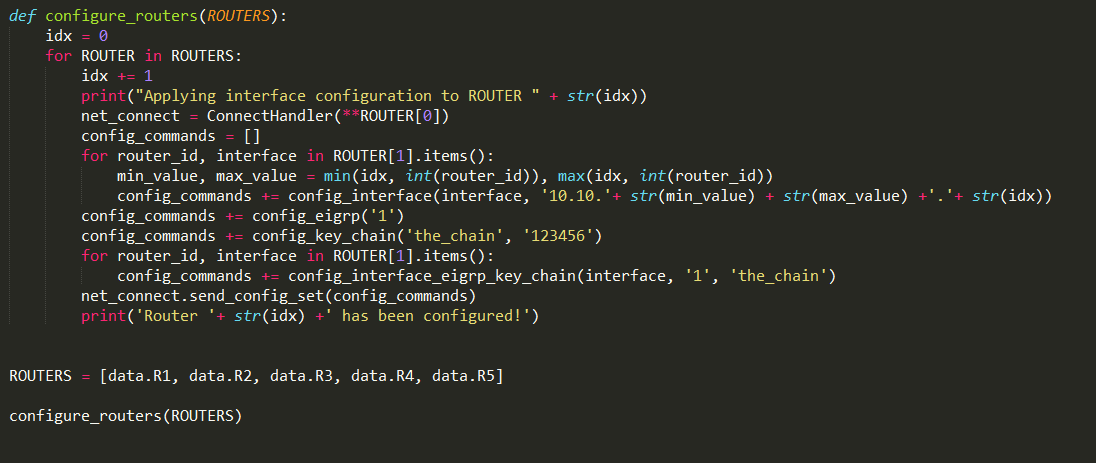 def configure_routers(ROUTERS):
    idx = 0
    for ROUTER in ROUTERS:
        idx += 1
        print("Applying interface configuration to ROUTER " + str(idx))
        net_connect = ConnectHandler(**ROUTER[0])
        config_commands = []
        for router_id, interface in ROUTER[1].items():
            min_value, max_value = min(idx, int(router_id)), max(idx, int(router_id))
            config_commands += config_interface(interface, '10.10.'+ str(min_value) + str(max_value) +'.'+ str(idx))
        config_commands += config_eigrp('1')
        config_commands += config_key_chain('the_chain', '123456')
        for router_id, interface in ROUTER[1].items():
            config_commands += config_interface_eigrp_key_chain(interface, '1', 'the_chain')
        net_connect.send_config_set(config_commands)
        print('Router '+ str(idx) +' has been configured!')
ROUTERS = [data.R1, data.R2, data.R3, data.R4, data.R5]
configure_routers(ROUTERS)